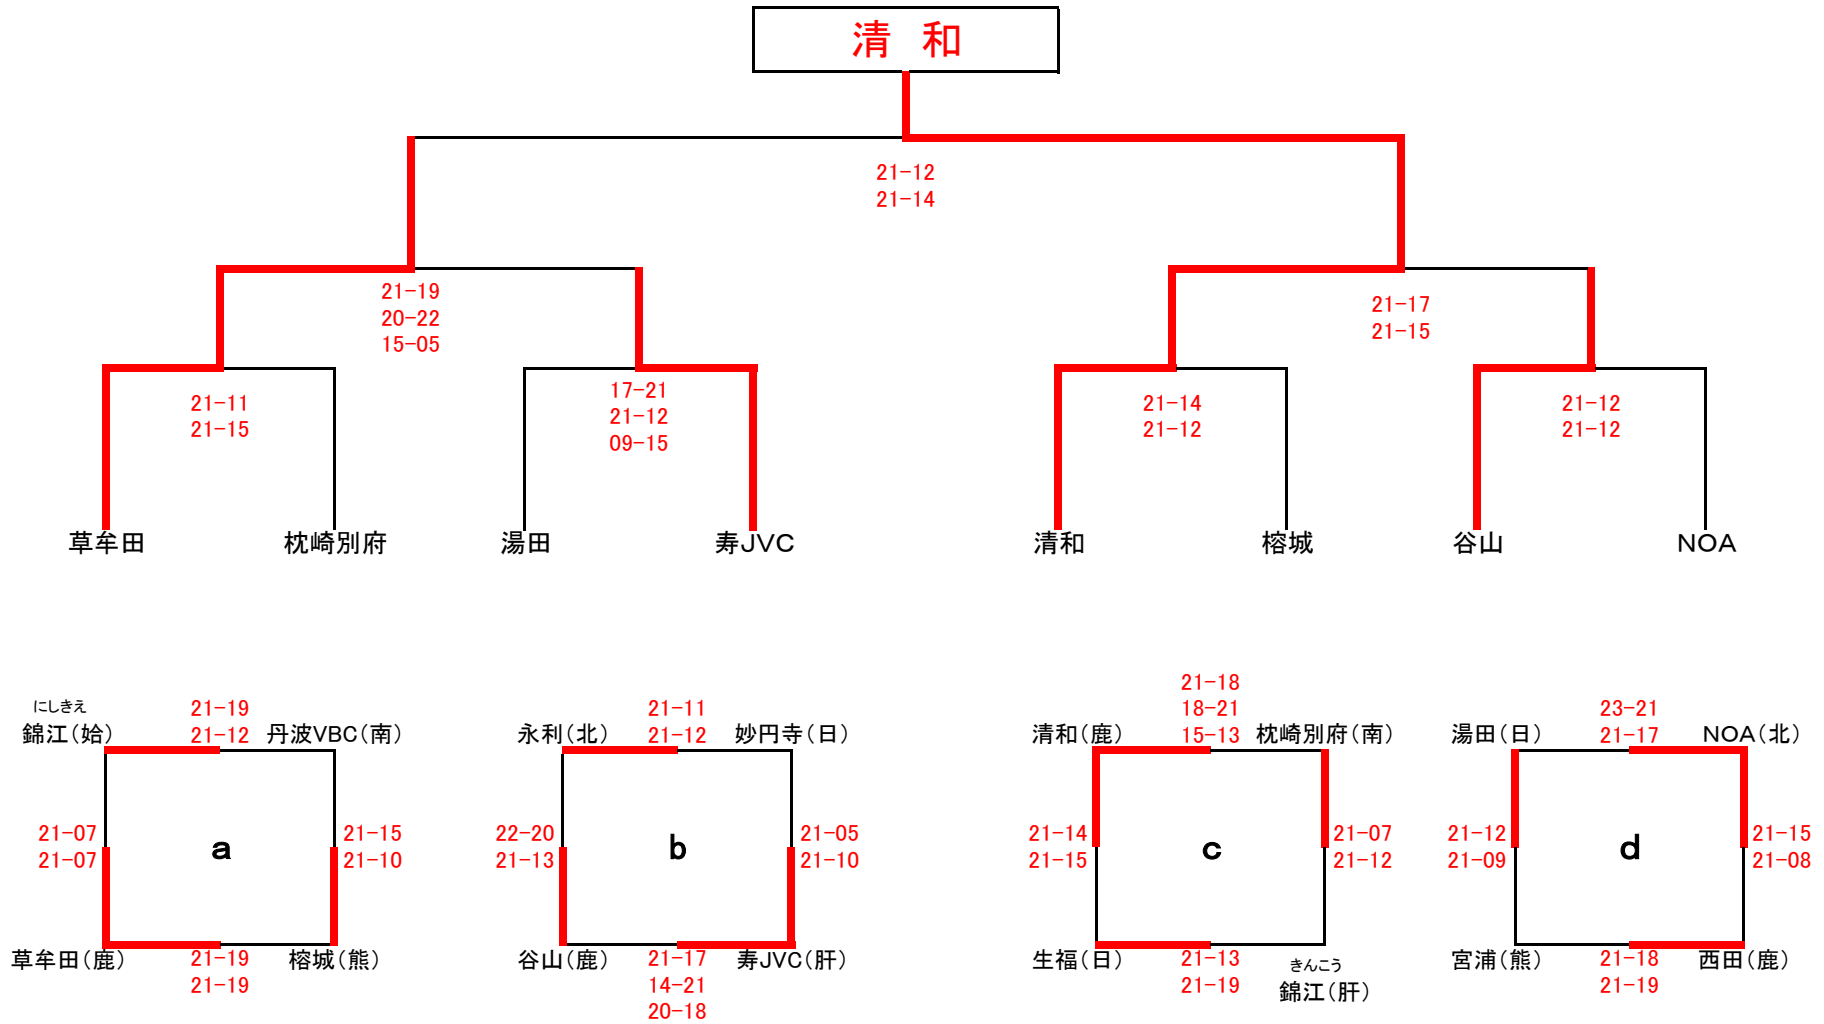 清 和
21-12
21-14
21-19
20-22
15-05
21-17
21-15
21-11
21-15
17-21
21-12
09-15
21-14
21-12
21-12
21-12
草牟田 枕崎別府 湯田 寿JVC 清和 榕城 谷山 NOA
にしきえ
錦江(姶)
21-19
21-12
丹波VBC(南)
21-07
21-07
a
21-15
21-10
草牟田(鹿)
21-19
21-19
榕城(熊)
永利(北)
21-11
21-12
妙円寺(日)
22-20
21-13
b
21-05
21-10
谷山(鹿)
21-17
14-21
20-18
寿JVC(肝)
清和(鹿)
21-18
18-21
15-13
枕崎別府(南)
21-14
21-15
c
21-07
21-12
生福(日)
21-13
21-19
きんこう
錦江(肝)
湯田(日)
23-21
21-17
NOA(北)
21-12
21-09
d
21-15
21-08
宮浦(熊)
21-18
21-19
西田(鹿)